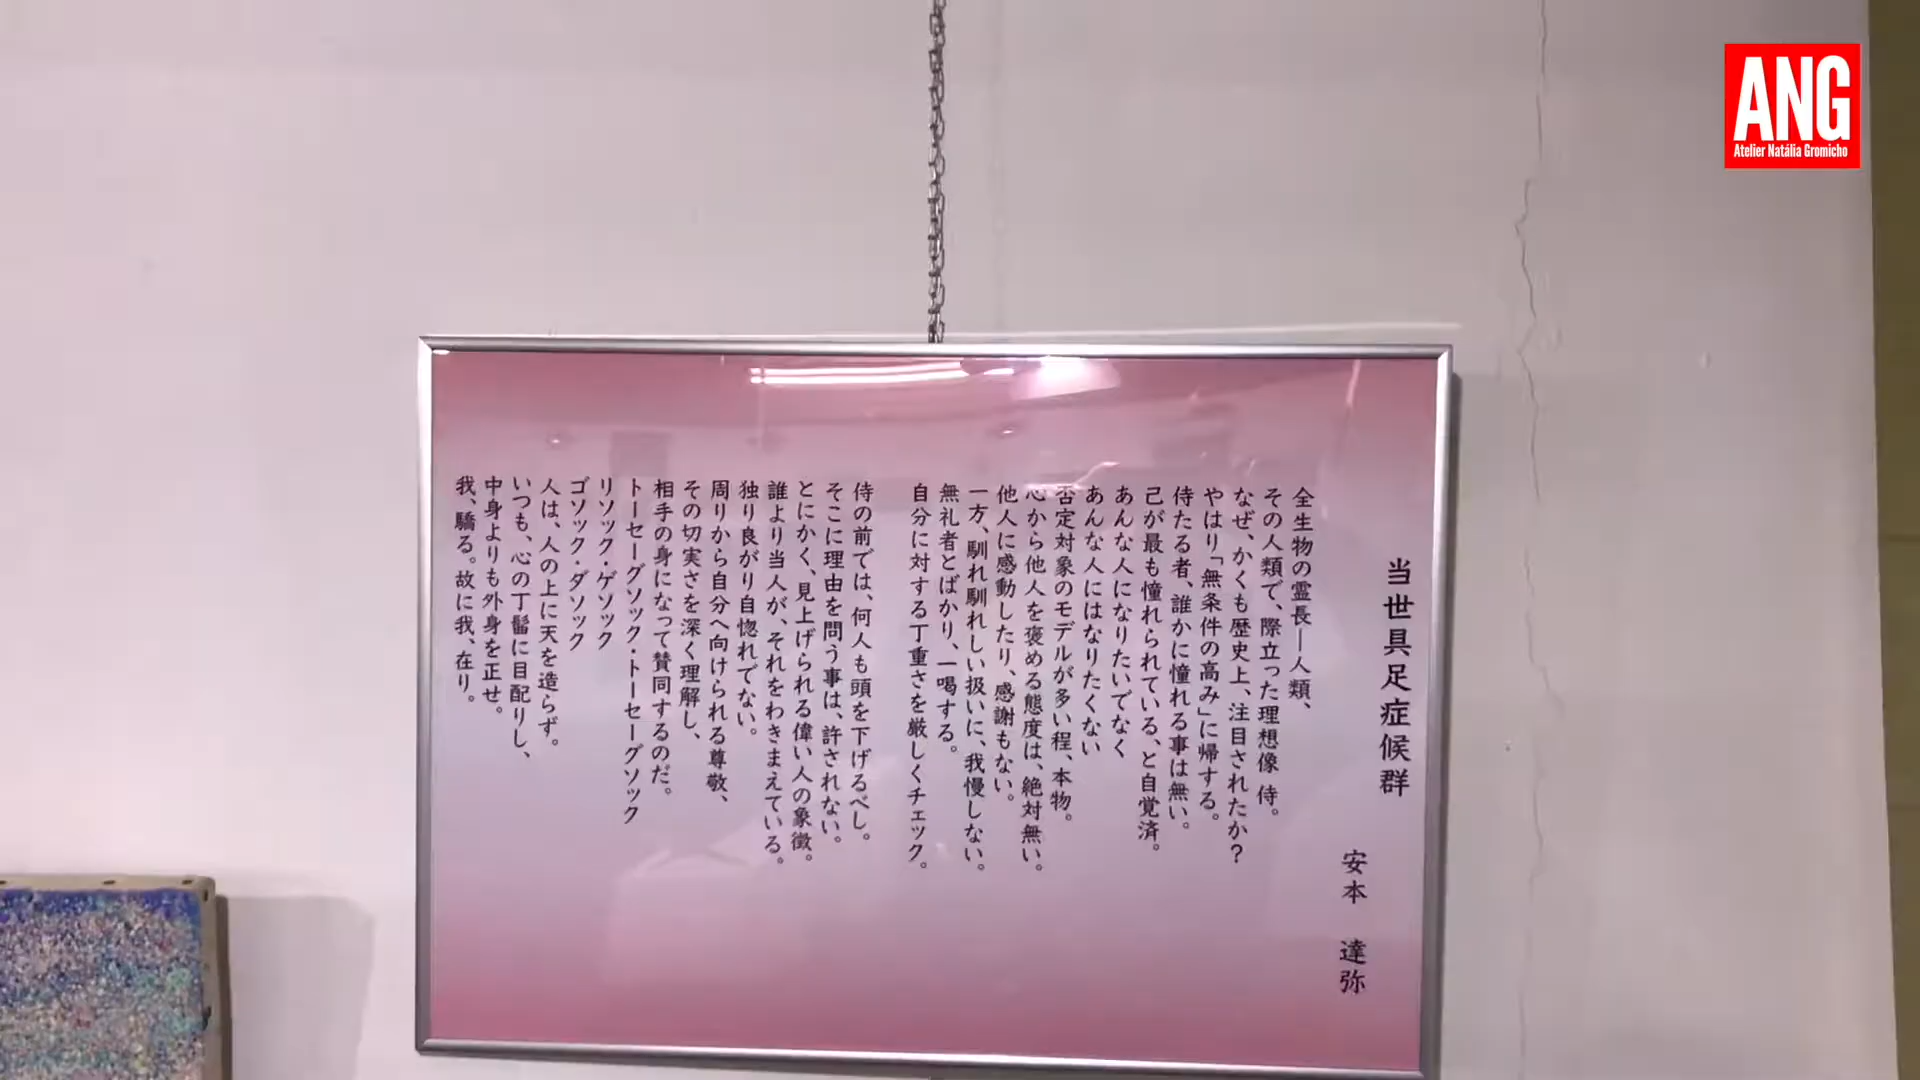 ANG
Atelier Natália Gromicho
当世具足症候群
安本 達弥
全生物の霊長―人類、
その人類で、際立った理想像 侍。
なぜ、かくも歴史上、注目されたか?
やはり「無条件の高み」に帰する。
侍たる者、誰かに憧れる事は無い。
己が最も憧れられている、と自覚済。
あんな人になりたいでなく
あんな人にはなりたくない
否定対象のモデルが多い程、本物。
心から他人を褒める態度は、絶対無い。
他人に感動したり、感謝もない。
一方、馴れ馴れしい扱いに、我慢しない。
無礼者とばかり、一喝する。
自分に対する丁重さを厳しくチェック。
侍の前では、何人も頭を下げるべし。
そこに理由を問う事は、許されない。
とにかく、見上げられる偉い人の象徴。
誰より当人が、それをわきまえている。
独り良がり自惚れでない。
周りから自分へ向けられる尊敬、
その切実さを深く理解し、
相手の身になって賛同するのだ。
トーセーグソック・トーセーグソック
リソック・ゲソック
ゴソック・ダソック
人は、人の上に天を造らず。
いつも、心の丁髷に目配りし、
中身よりも外身を正せ。
我、驕る。故に我、在り。